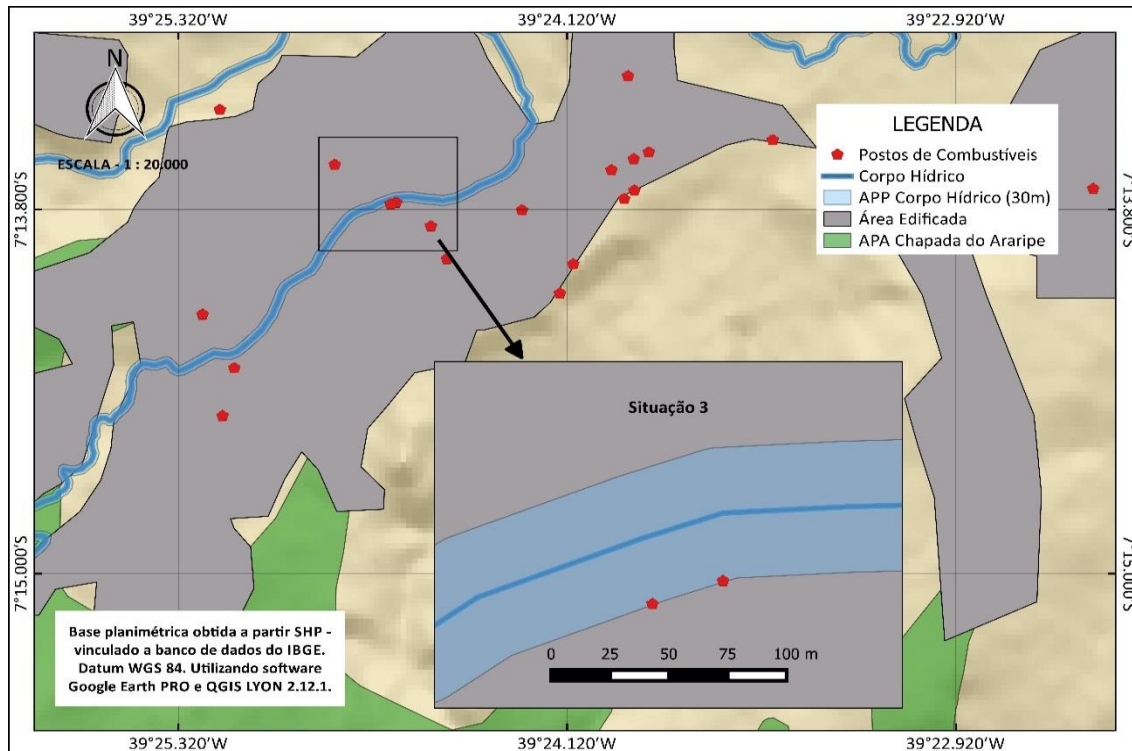 39°25.320'W 39°24.120'W 39°22.920'W
N
ESCALA - 1 : 20.000
LEGENDA
Postos de Combustíveis
Corpo Hídrico
APP Corpo Hídrico (30m)
Área Edificada
APA Chapada do Araripe
7°13.800'S 7°13.800'S
Situação 3
0 25 50 75 100 m
7°15.000'S 7°15.000'S
Base planimétrica obtida a partir SHP -
vinculado a banco de dados do IBGE.
Datum WGS 84. Utilizando software
Google Earth PRO e QGIS LYON 2.12.1.
39°25.320'W 39°24.120'W 39°22.920'W